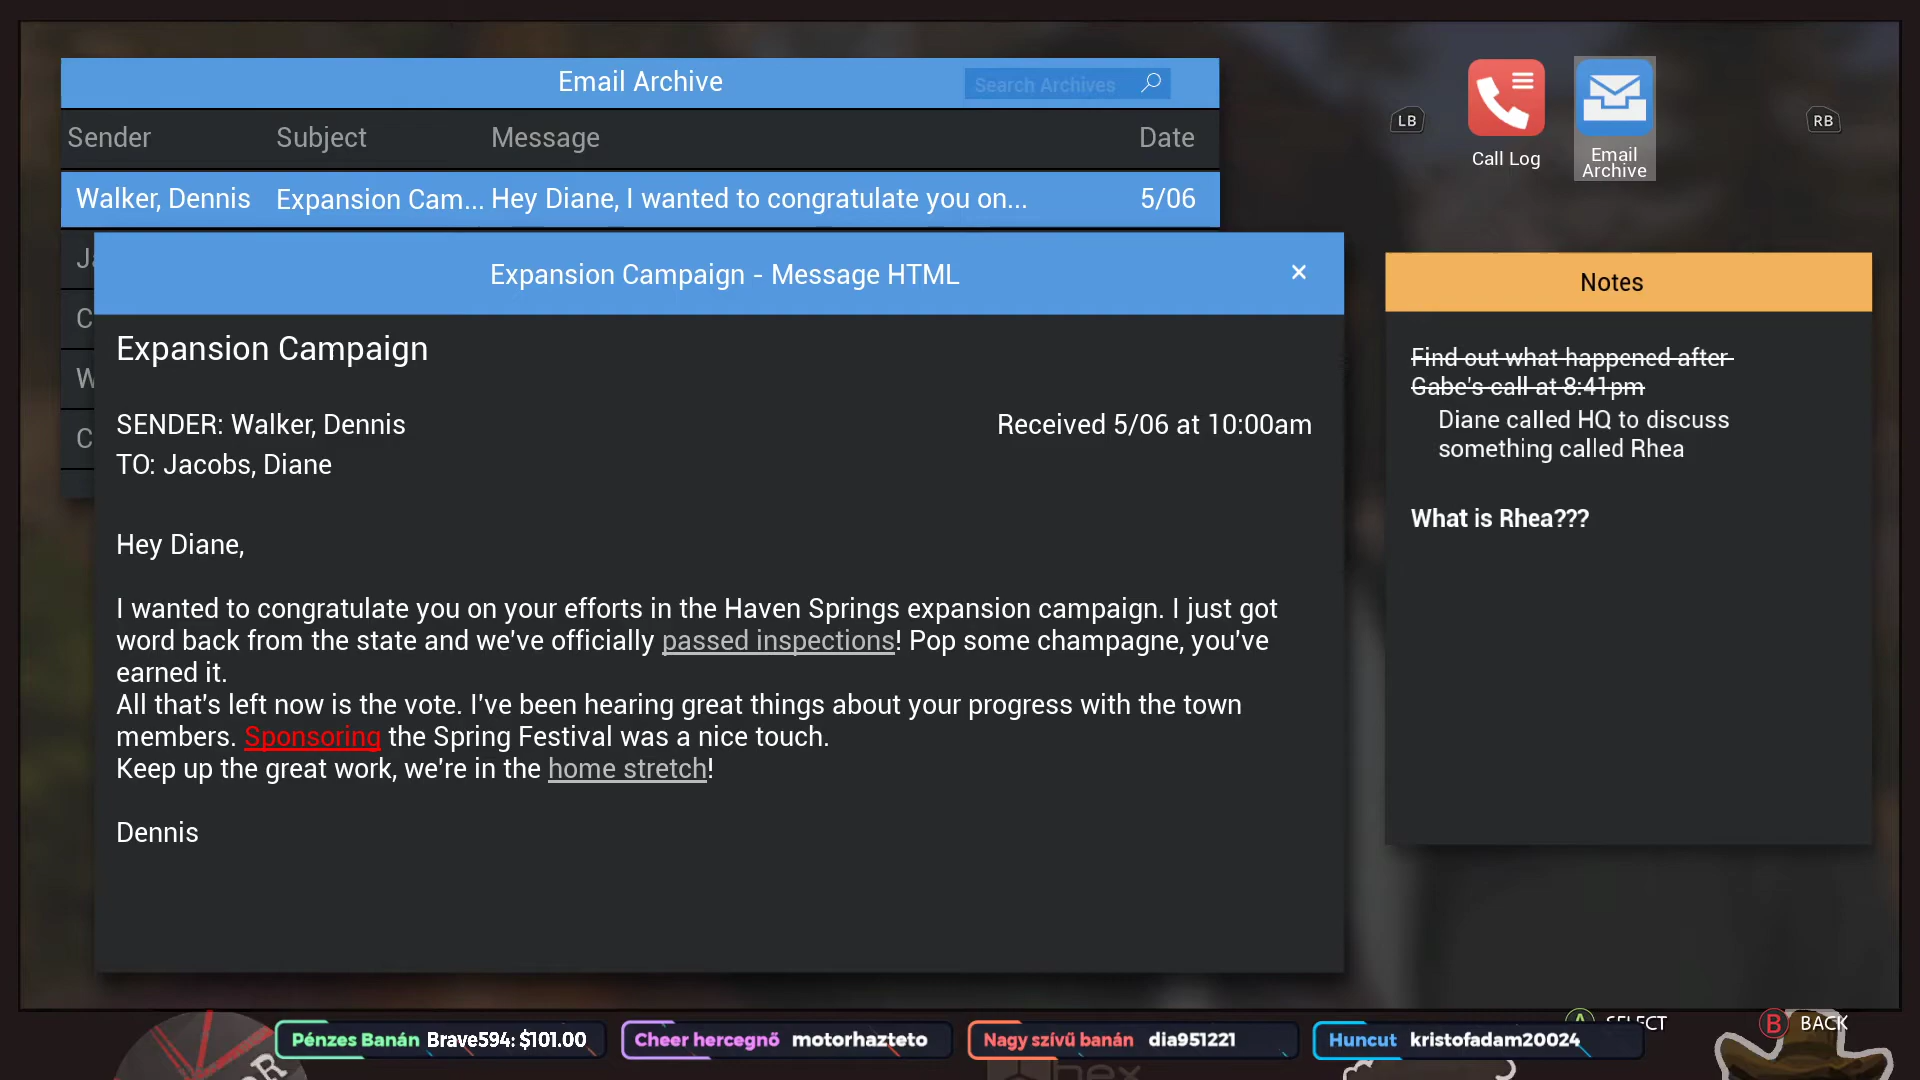 Email Archive
Search Archives
Sender Subject Message Date
Walker, Dennis Expansion Cam... Hey Diane, I wanted to congratulate you on... 5/06
LB
Call Log
Email
Archive
RB
Expansion Campaign - Message HTML
Expansion Campaign
SENDER: Walker, Dennis
Received 5/06 at 10:00am
TO: Jacobs, Diane
Hey Diane,
I wanted to congratulate you on your efforts in the Haven Springs expansion campaign. I just got
word back from the state and we've officially passed inspections! Pop some champagne, you've
earned it.
All that's left now is the vote. I've been hearing great things about your progress with the town
members. Sponsoring the Spring Festival was a nice touch.
Keep up the great work, we're in the home stretch!
Dennis
Notes
Find out what happened after
Gabe's call at 8:41pm
Diane called HQ to discuss
something called Rhea
What is Rhea???
A SELECT
B BACK
Pénzes Banán Brave594: $101.00
Cheer hercegnő motorhazteto
Nagy szívű banán dia951221
Huncut kristofadam20024